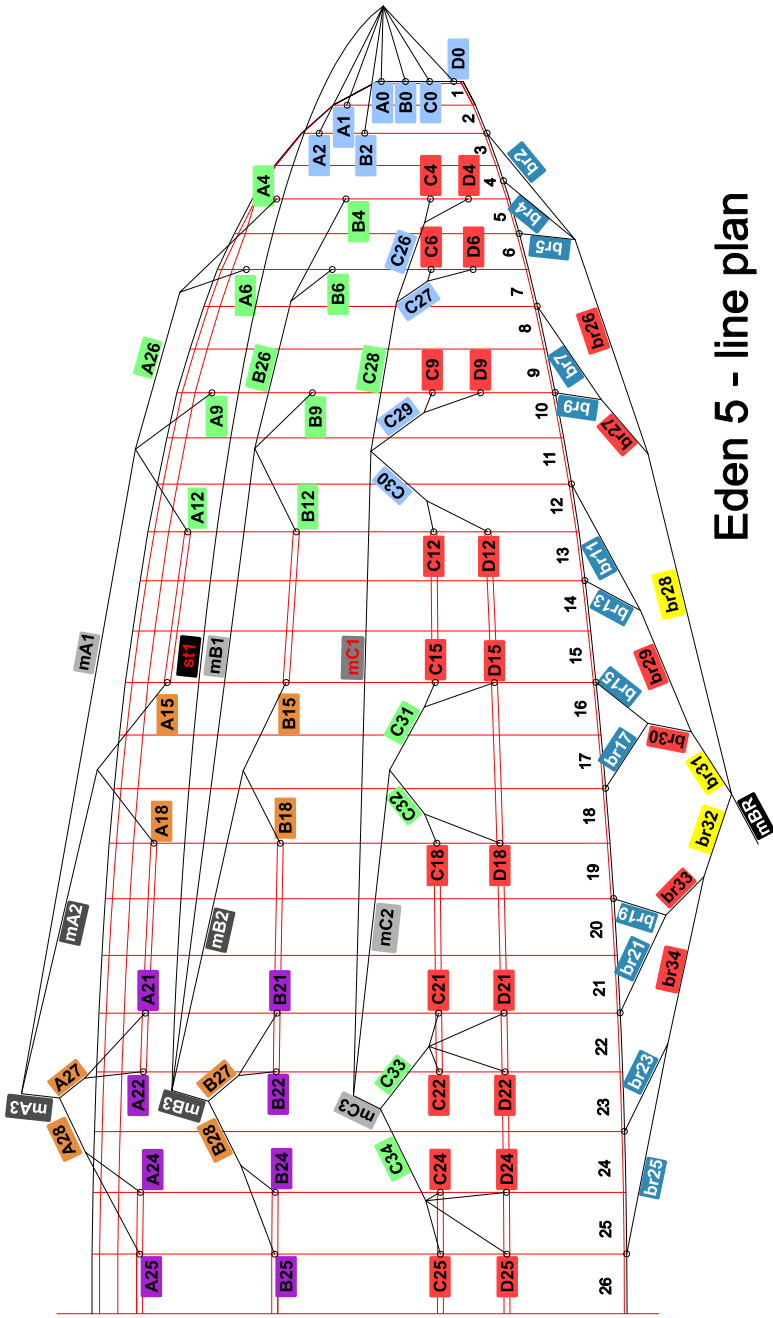 Eden 5 - line plan
D0
A0
B0
C0
1
A1
2
A2
B2
3
br2
A4
C4
D4
4
br4
B4
5
C26
C6
D6
6
br5
A6
B6
C27
7
A26
B26
C28
8
br7
br26
A9
B9
C9
D9
9
C29
10
br9
br27
11
C30
A12
B12
12
C12
D12
13
br11
14
br13
br28
mA1
st1
mB1
mC1
C15
D15
15
br29
br15
A15
B15
C31
16
br30
17
br17
br31
A18
B18
C32
18
br32
mBR
C18
D18
19
br33
mA2
mB2
mC2
20
br19
br21
br34
A21
B21
C21
D21
21
22
A27
B27
C33
br23
A22
B22
C22
D22
mA3
mB3
mC3
23
A28
B28
C34
A24
B24
C24
D24
24
br25
25
A25
B25
C25
D25
26